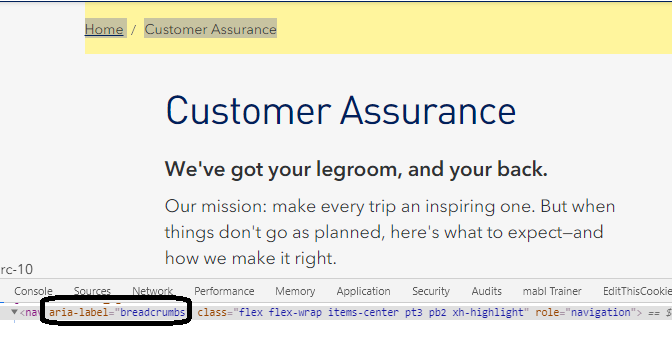 Home / Customer Assurance
Customer Assurance
We've got your legroom, and your back.
Our mission: make every trip an inspiring one. But when
things don't go as planned, here's what to expect—and
how we make it right.
rc-10
Console Sources Network Performance Memory Application Security Audits mabl Trainer EditThisCookie
<nav aria-label="breadcrumbs class="flex flex-wrap items-center pt3 pb2 xh-highlight" role="navigation"> == $